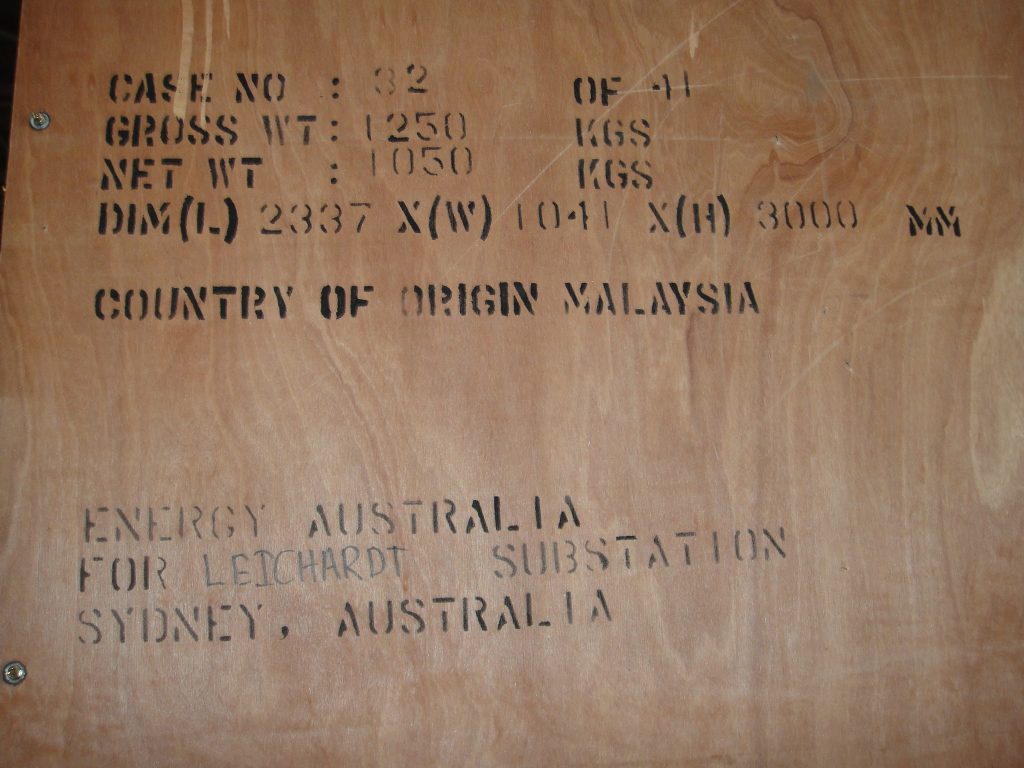 CASE NO : 32 OF 41
GROSS WT: 1250 KGS
NET WT : 1050 KGS
DIM(L) 2337 X(W) 1041 X(H) 3000 MM
COUNTRY OF ORIGIN MALAYSIA
ENERGY AUSTRALIA
FOR LEICHARDT SUBSTATION
SYDNEY, AUSTRALIA